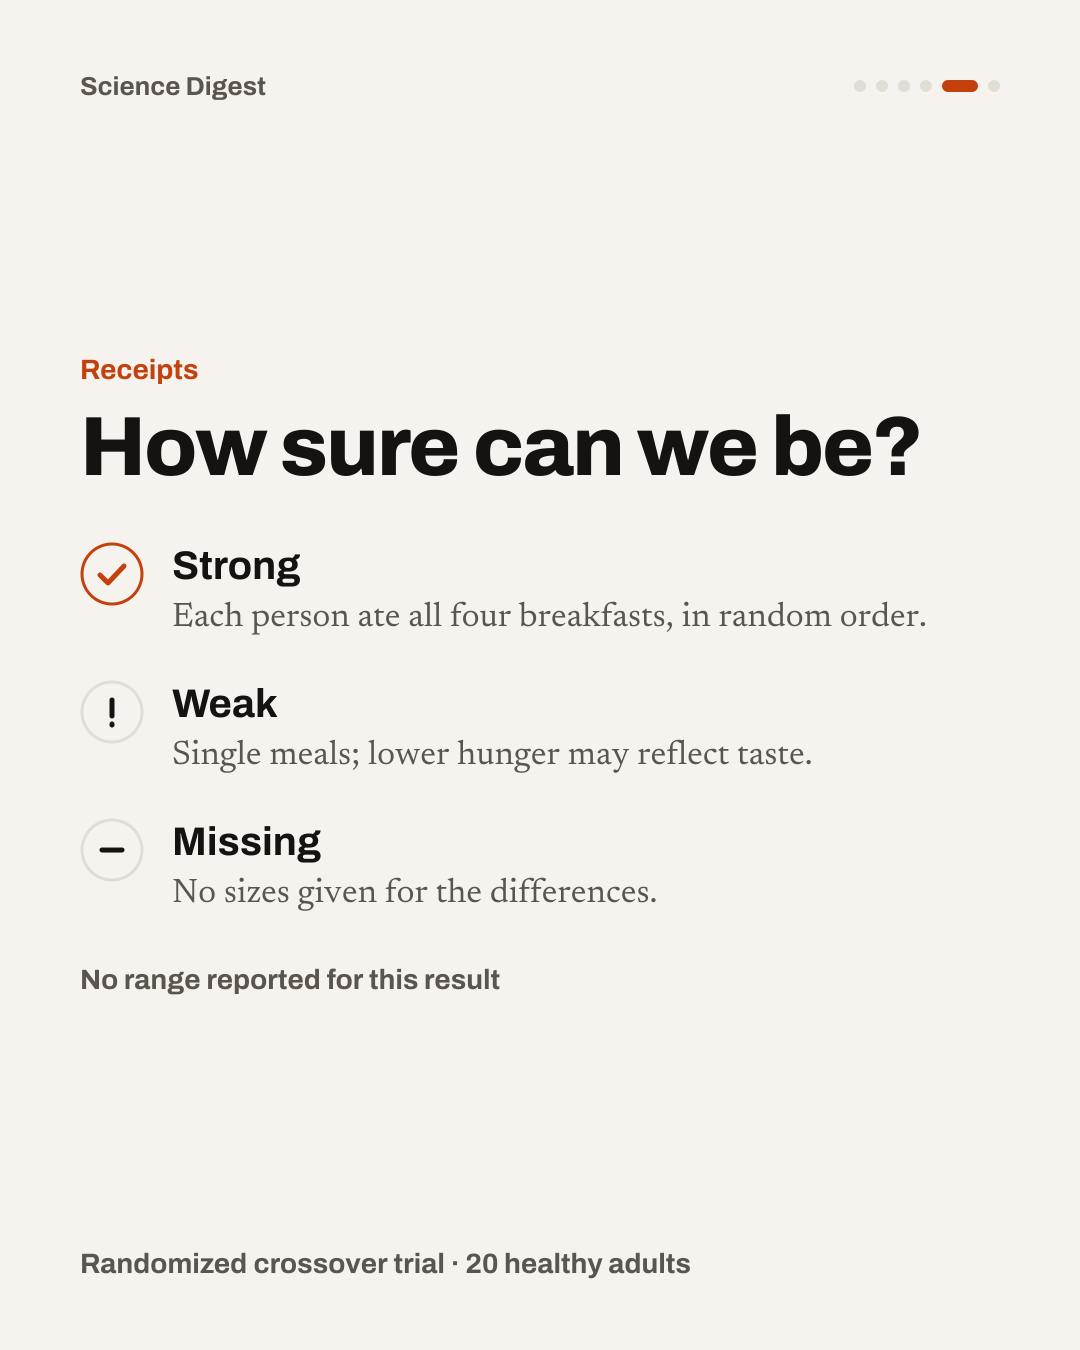 Science Digest
Receipts
How sure can we be?
Strong
Each person ate all four breakfasts, in random order.
Weak
Single meals; lower hunger may reflect taste.
Missing
No sizes given for the differences.
No range reported for this result
Randomized crossover trial · 20 healthy adults